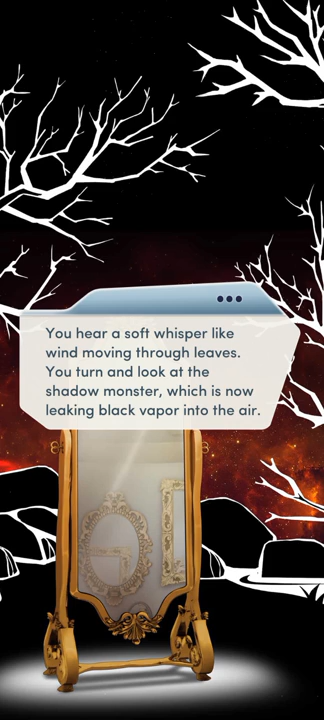 You hear a soft whisper like
wind moving through leaves.
You turn and look at the
shadow monster, which is now
leaking black vapor into the air.